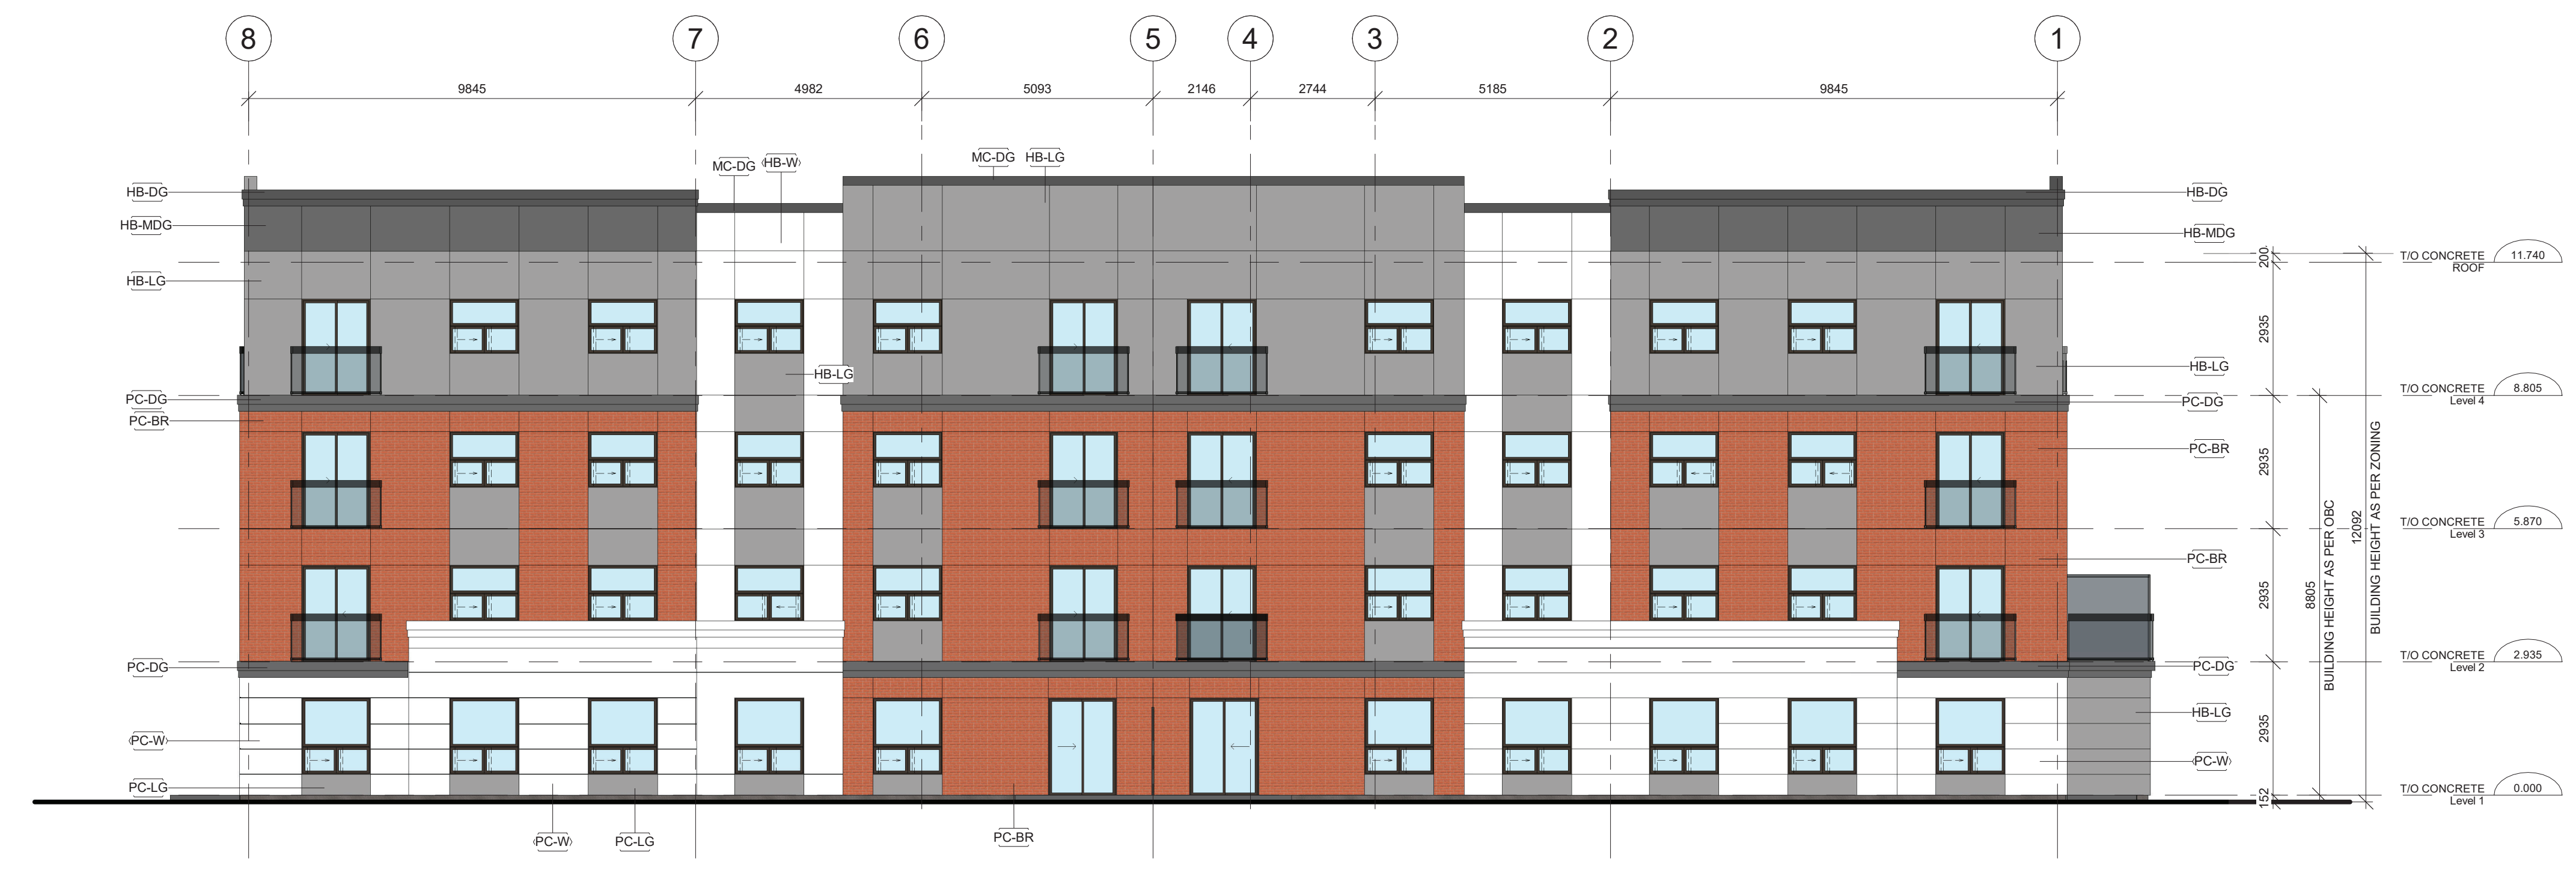 8 7 6 5 4 3 2 1
9845 4982 5093 2146 2744 5185 9845
MC-DG HB-W MC-DG HB-LG
HB-DG HB-DG
HB-MDG HB-MDG
HB-LG
200
T/O CONCRETE 11.740
ROOF
2935
HB-LG HB-LG
PC-DG PC-DG
T/O CONCRETE 8.805
Level 4
PC-BR PC-BR
2935
T/O CONCRETE 5.870
Level 3
PC-BR
2935
8805
BUILDING HEIGHT AS PER OBC
12092
BUILDING HEIGHT AS PER ZONING
PC-DG PC-DG
T/O CONCRETE 2.935
Level 2
HB-LG
2935
PC-W PC-W
PC-LG
T/O CONCRETE 0.000
Level 1
152
PC-W PC-LG PC-BR